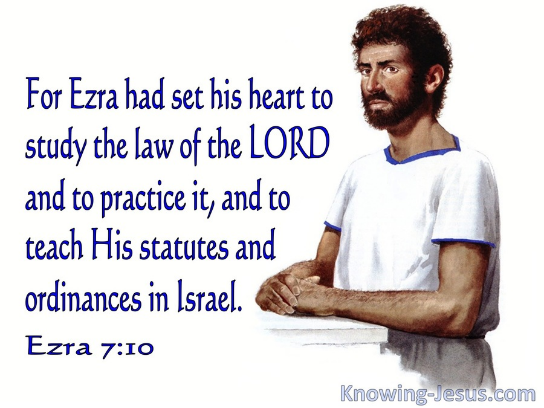 For Ezra had set his heart to
study the law of the LORD
and to practice it, and to
teach His statutes and
ordinances in Israel.
Ezra 7:10
Knowing-Jesus.com